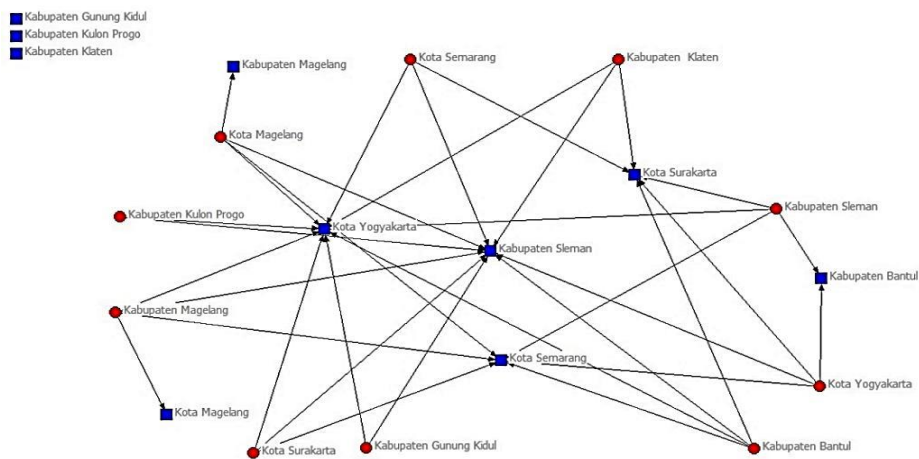 Kabupaten Gunung Kidul
Kabupaten Kulon Progo
Kabupaten Klaten
Kabupaten Magelang
Kota Semarang
Kabupaten Klaten
Kota Magelang
Kota Surakarta
Kabupaten Kulon Progo
Kota Yogyakarta
Kabupaten Sleman
Kabupaten Sleman
Kabupaten Bantul
Kabupaten Magelang
Kota Semarang
Kota Yogyakarta
Kota Magelang
Kota Surakarta
Kabupaten Gunung Kidul
Kabupaten Bantul